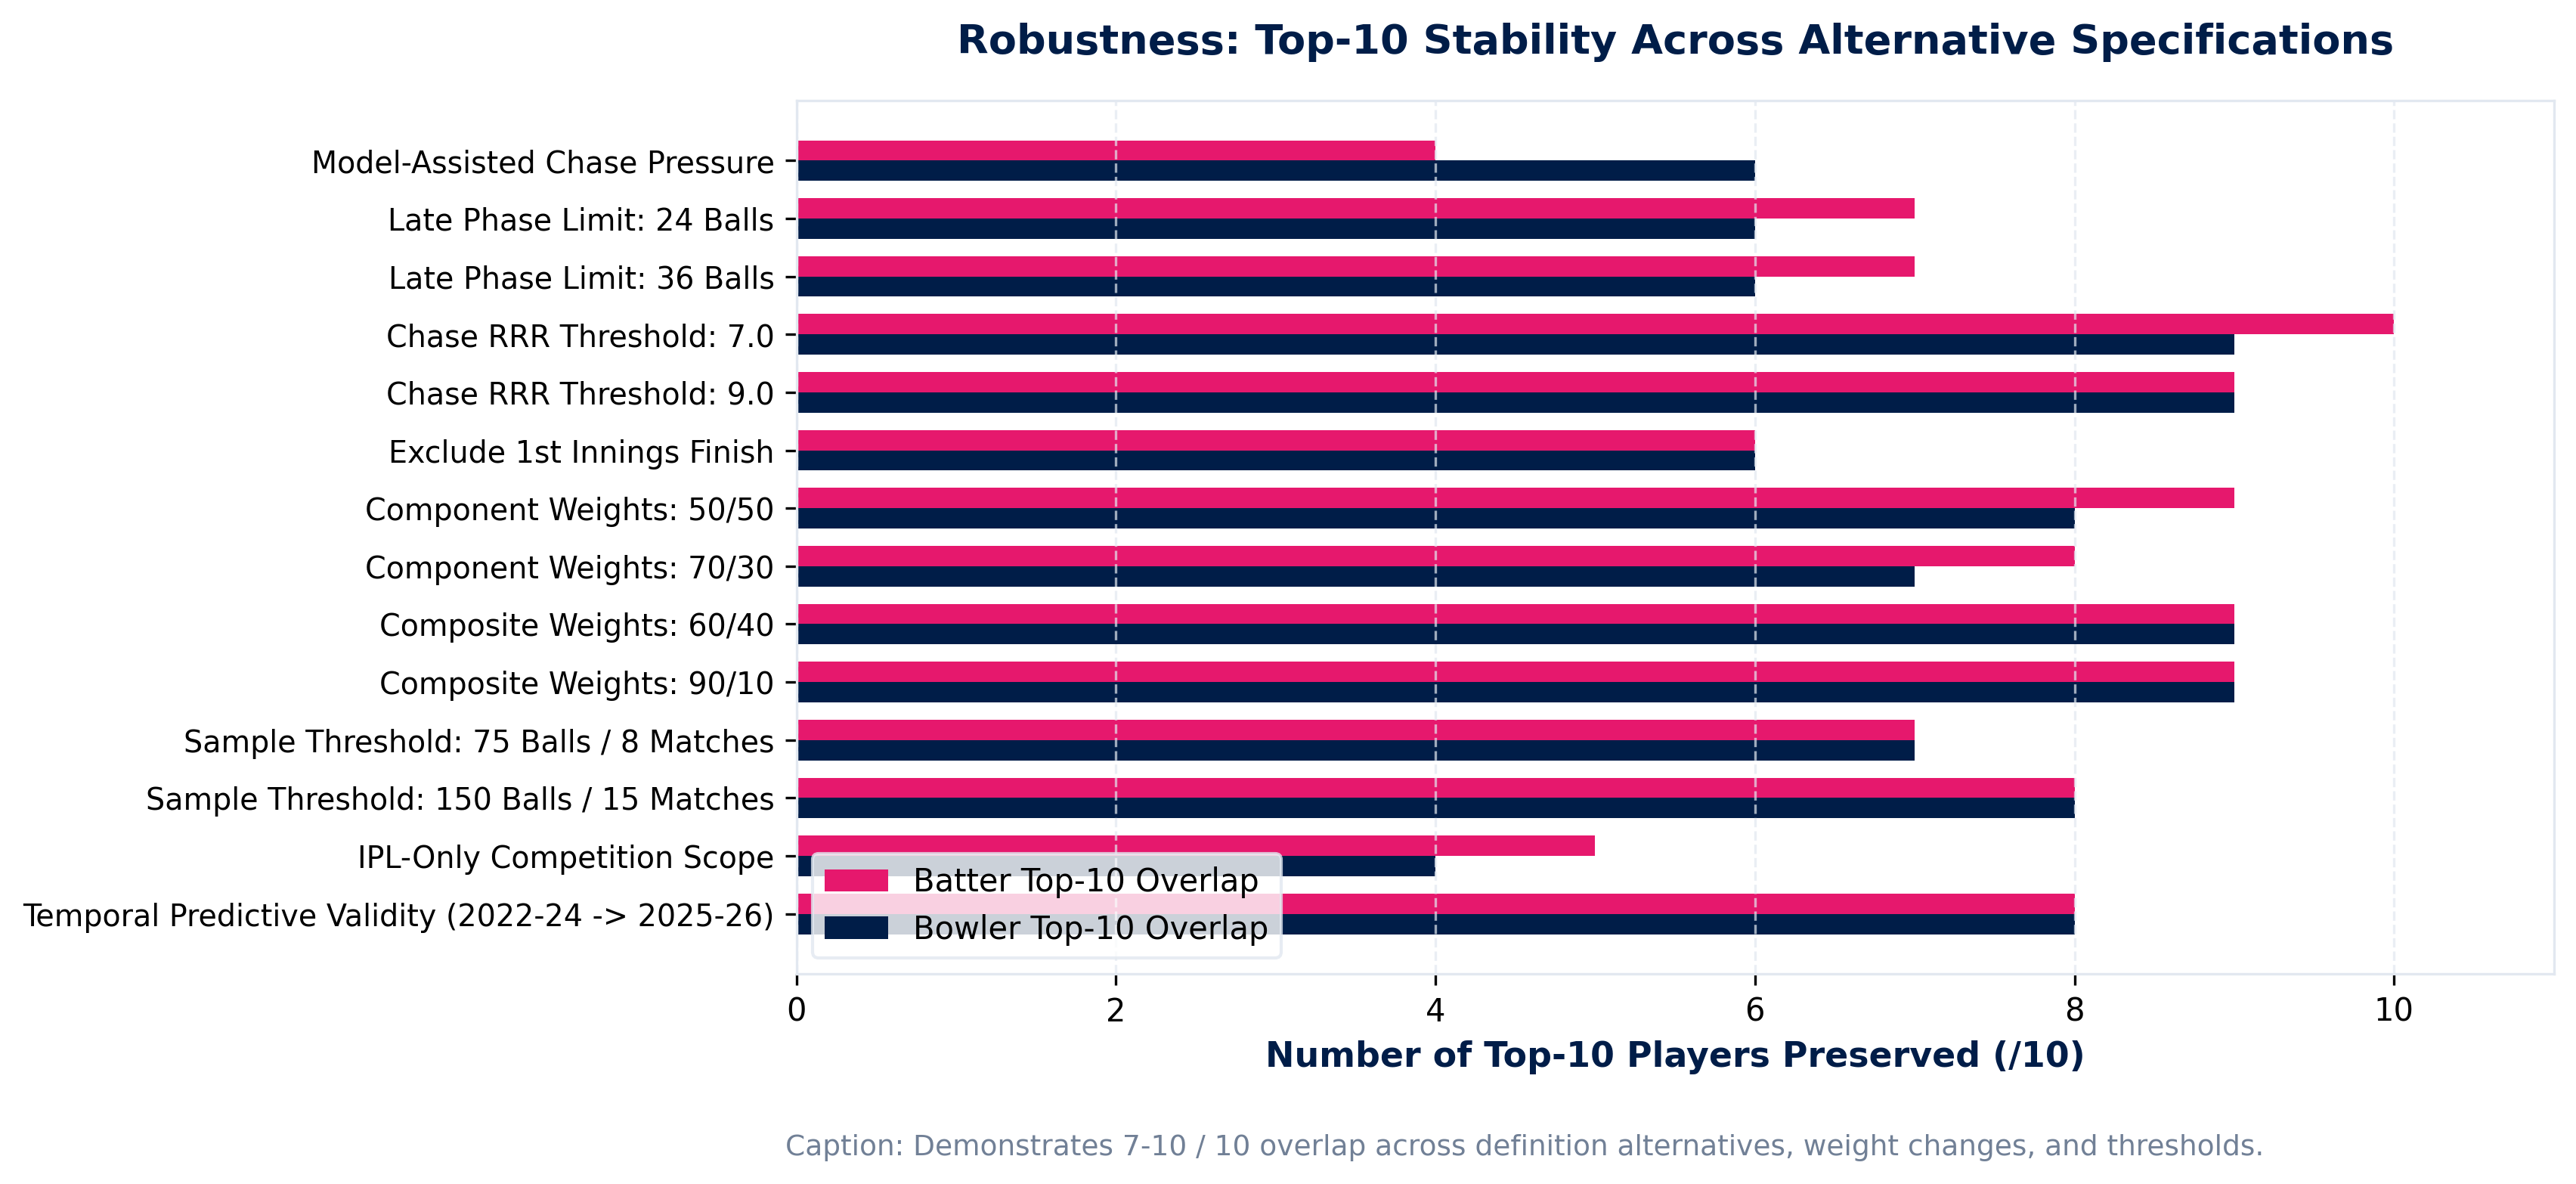 Robustness: Top-10 Stability Across Alternative Specifications
Model-Assisted Chase Pressure
Late Phase Limit: 24 Balls
Late Phase Limit: 36 Balls
Chase RRR Threshold: 7.0
Chase RRR Threshold: 9.0
Exclude 1st Innings Finish
Component Weights: 50/50
Component Weights: 70/30
Composite Weights: 60/40
Composite Weights: 90/10
Sample Threshold: 75 Balls / 8 Matches
Sample Threshold: 150 Balls / 15 Matches
IPL-Only Competition Scope
Temporal Predictive Validity (2022-24 -> 2025-26)
Batter Top-10 Overlap
Bowler Top-10 Overlap
0 2 4 6 8 10
Number of Top-10 Players Preserved (/10)
Caption: Demonstrates 7-10 / 10 overlap across definition alternatives, weight changes, and thresholds.